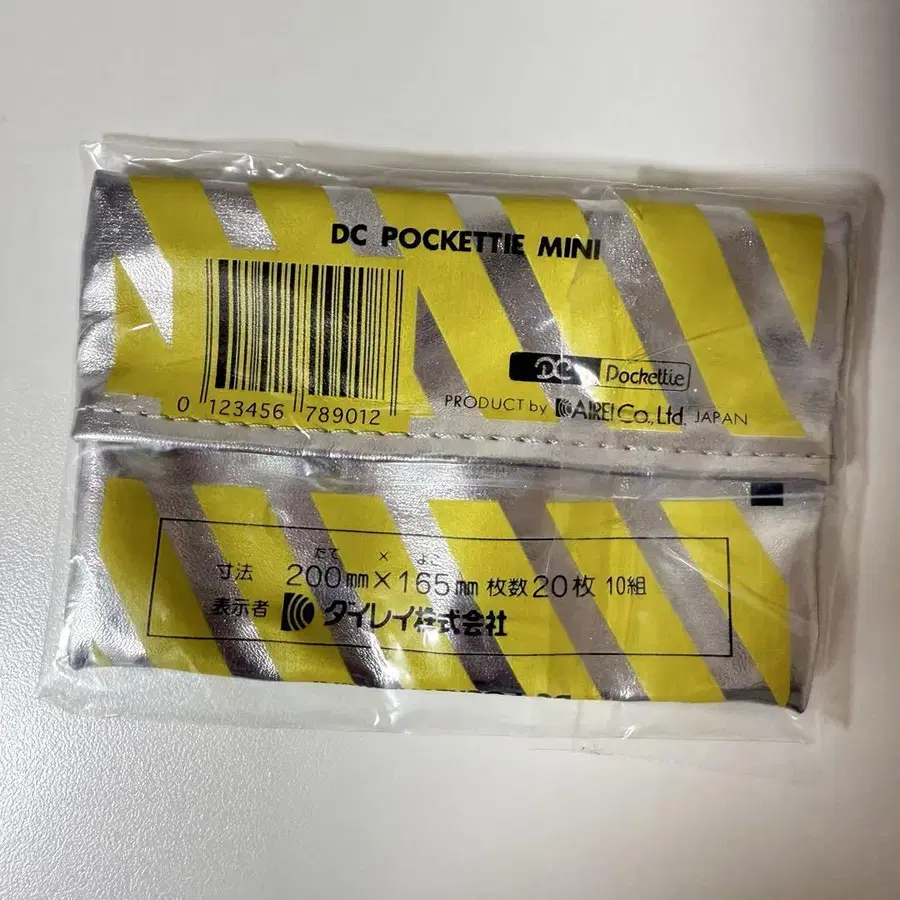 DC POCKETTIE MINI
0 123456 789012
DC Pockettie
PRODUCT by DAIREI Co., Ltd. JAPAN
たて × よこ
寸法 200mm×165mm 枚数20枚 10組
表示者 ダイレイ株式会社